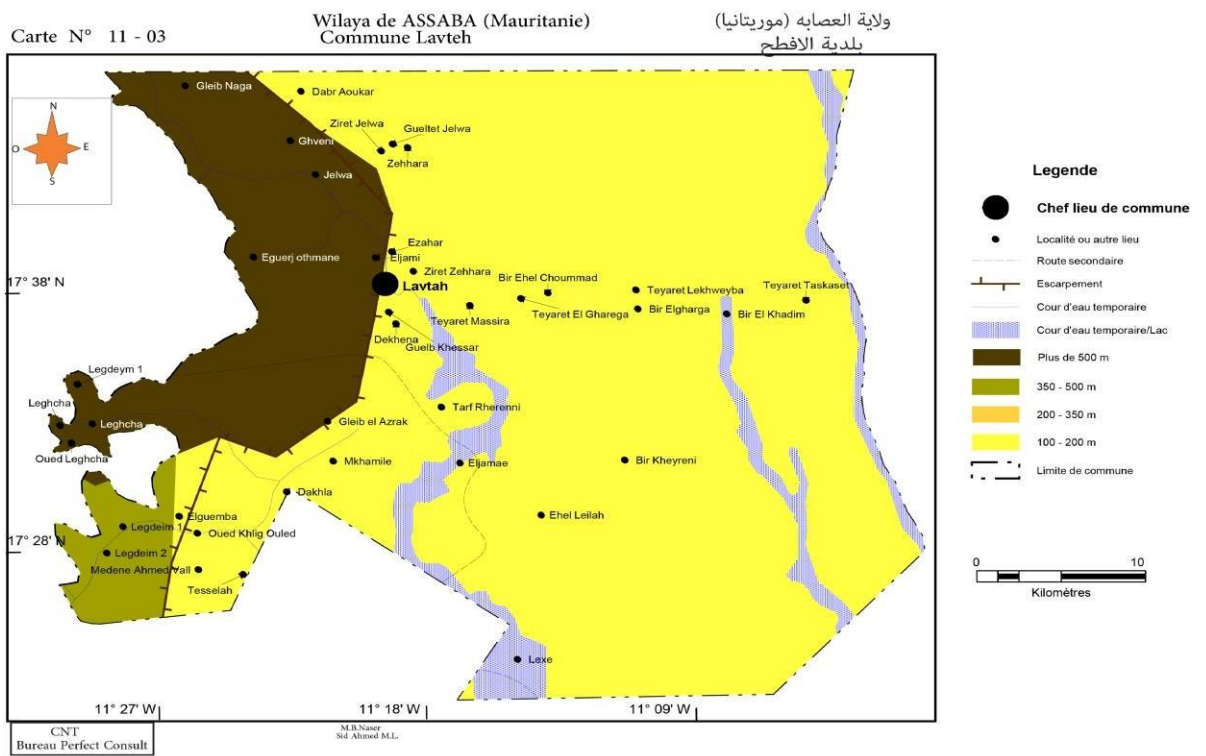 Carte N° 11 - 03
Wilaya de ASSABA (Mauritanie)
Commune Lavteh
ولاية العصابه (موريتانيا)
بلدية الافطح
N
O
E
S
Gleib Naga
Dabr Aoukar
Ziret Jelwa
Gueltet Jelwa
Ghveni
Zehhara
Jelwa
Ezahar
Eguerj othmane
Eljami
Ziret Zehhara
Bir Ehel Choummad
17° 38' N
Lavtah
Teyaret Lekhweyba
Teyaret Taskaset
Teyaret Massira
Teyaret El Gharega
Bir Elgharga
Bir El Khadim
Dekhena
Guelb Khessar
Legdeym 1
Leghcha
Leghcha
Oued Leghcha
Tarf Rherenni
Gleib el Azrak
Mkhamile
Eljamae
Bir Kheyreni
Dakhla
Elguemba
Ehel Leilah
Legdeim 1
Oued Khlig Ouled
17° 28' N
Legdeim 2
Medene Ahmed Vall
Tesselah
Lexe
11° 27' W
11° 18' W
11° 09' W
CNT
Bureau Perfect Consult
M.B.Naser
Sid Ahmed M.L.
Legende
Chef lieu de commune
Localité ou autre lieu
Route secondaire
Escarpement
Cour d'eau temporaire
Cour d'eau temporaire/Lac
Plus de 500 m
350 - 500 m
200 - 350 m
100 - 200 m
Limite de commune
0
10
Kilomètres